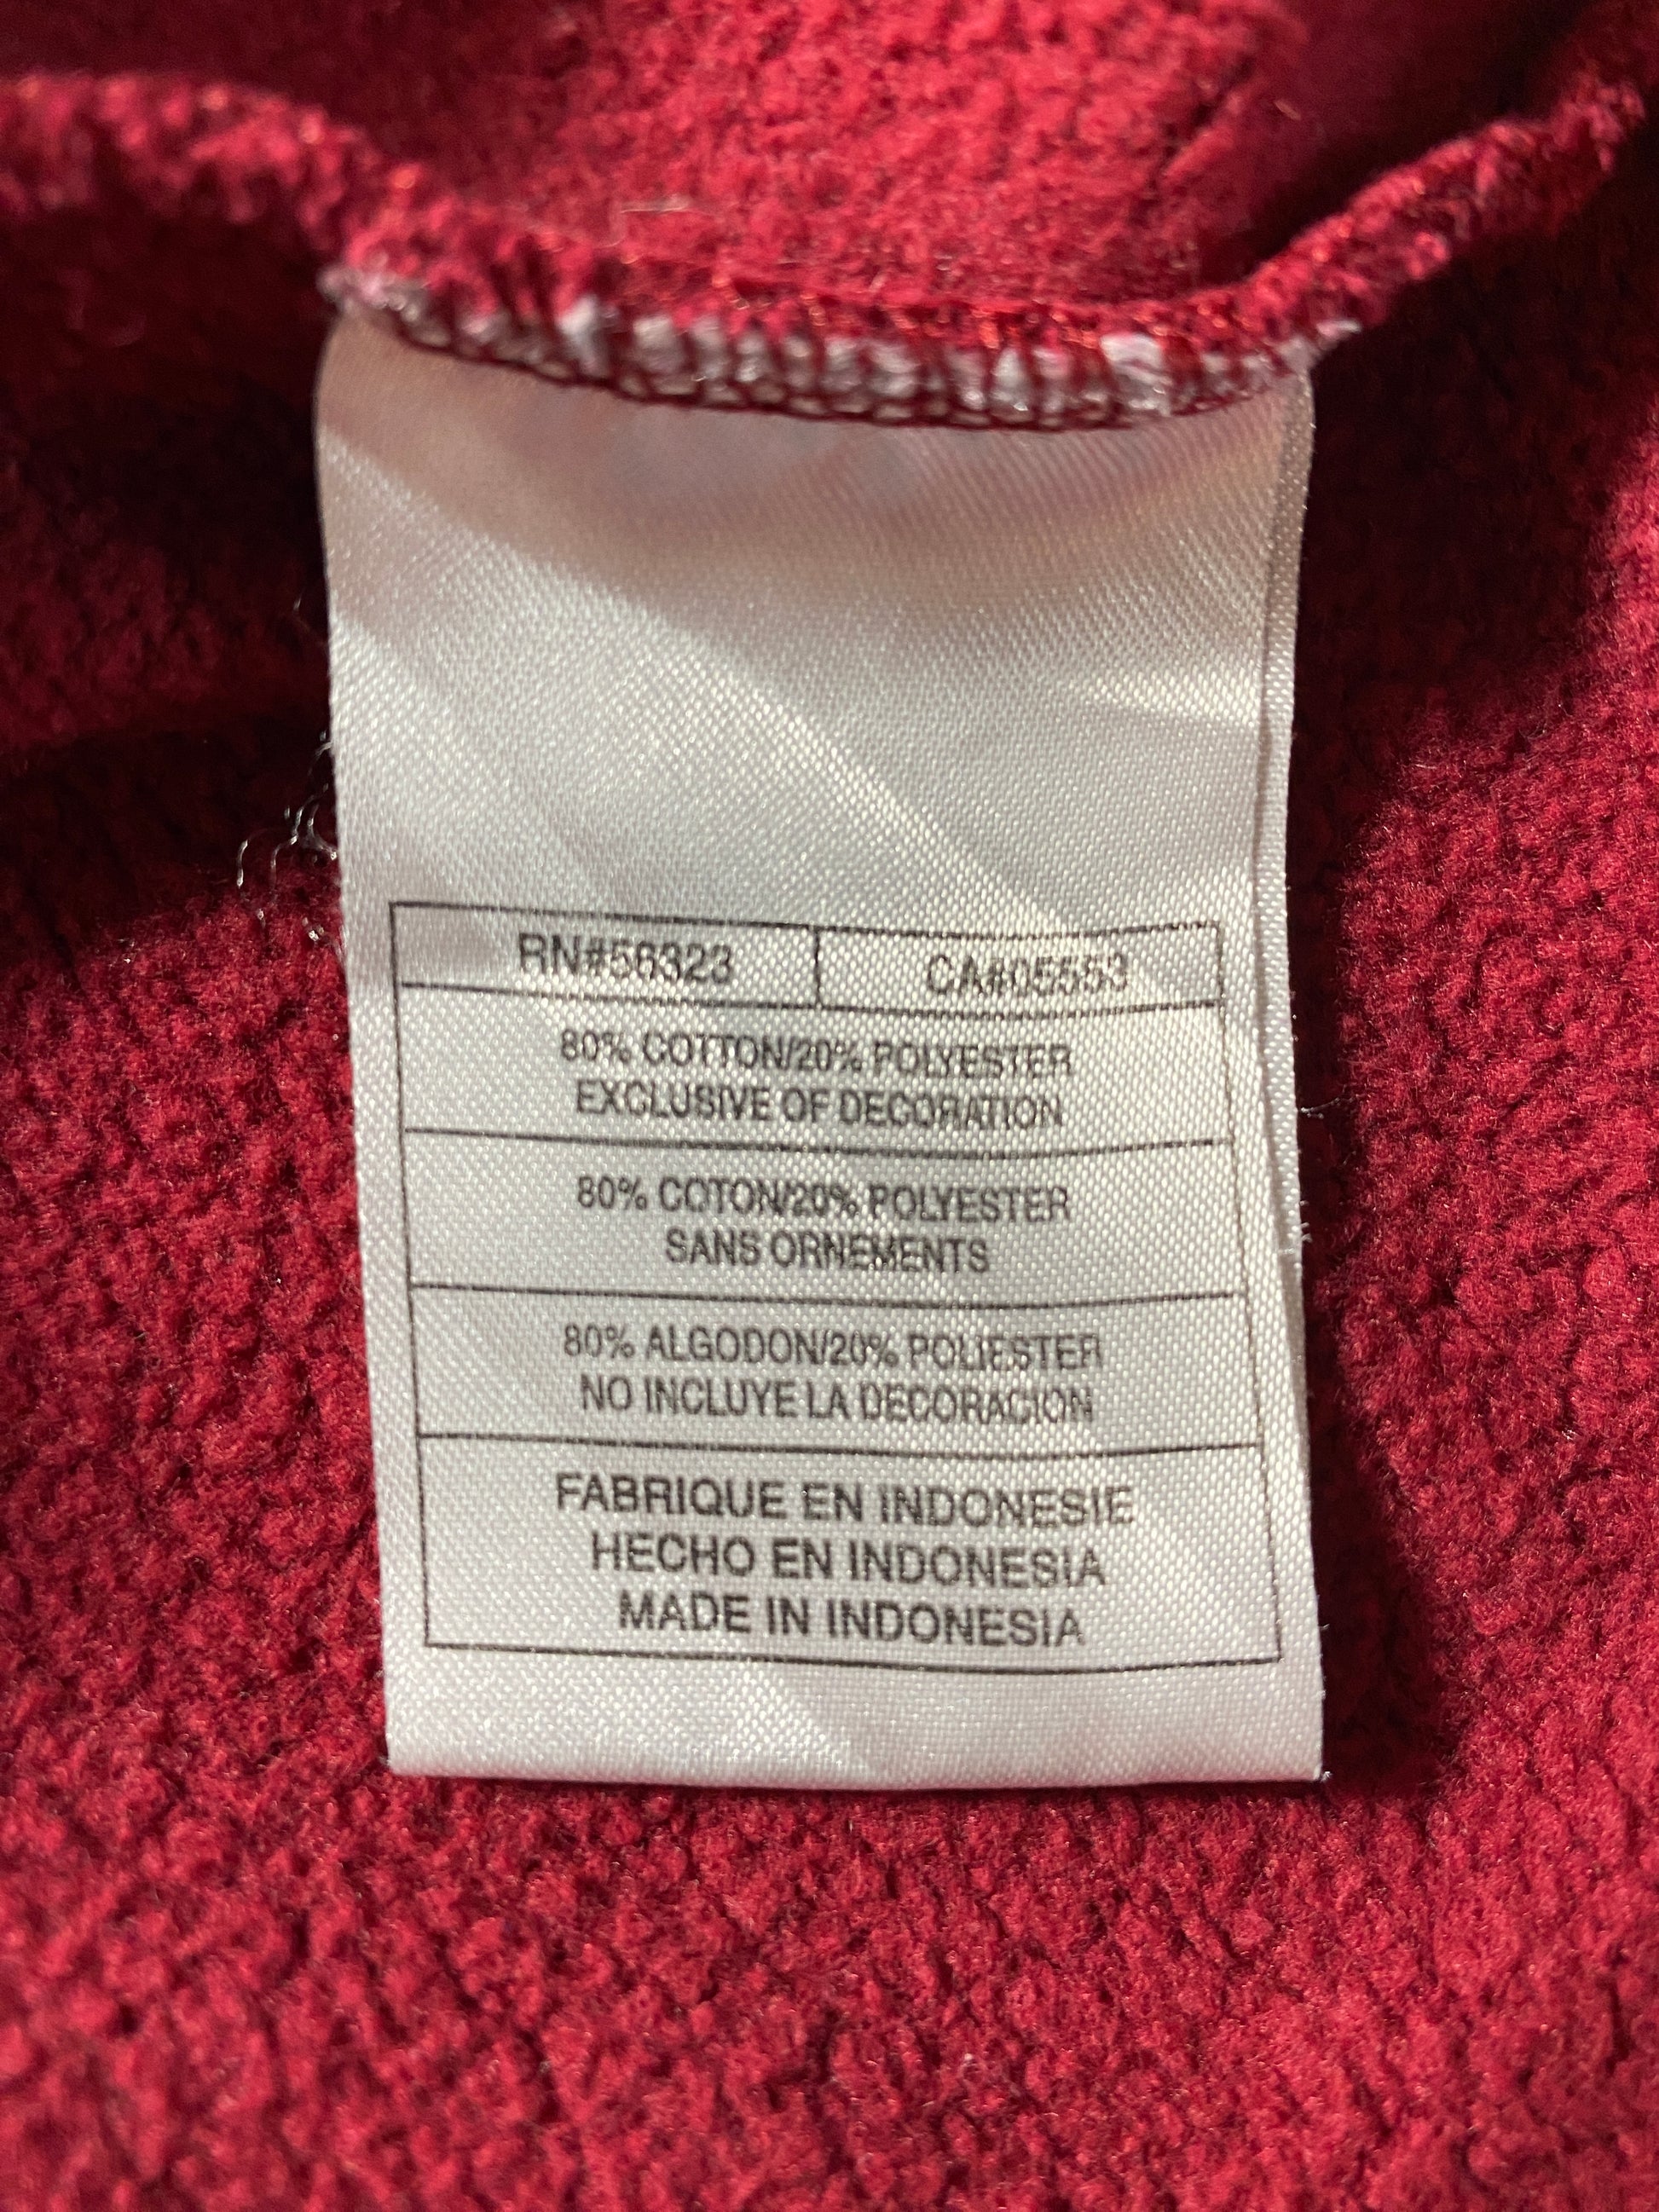 RN#56323 CA#05553
80% COTTON/20% POLYESTER
EXCLUSIVE OF DECORATION
80% COTON/20% POLYESTER
SANS ORNEMENTS
80% ALGODON/20% POLIESTER
NO INCLUYE LA DECORACION
FABRIQUE EN INDONESIE
HECHO EN INDONESIA
MADE IN INDONESIA